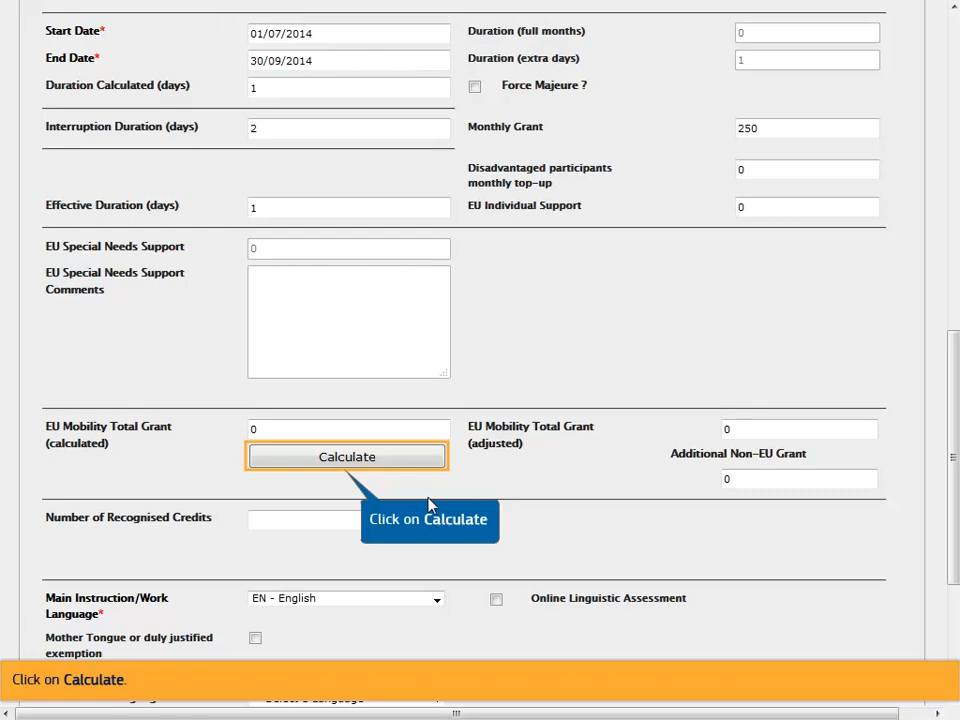 Start Date*
01/07/2014
Duration (full months)
0
End Date*
30/09/2014
Duration (extra days)
1
Duration Calculated (days)
1
Force Majeure ?
Interruption Duration (days)
2
Monthly Grant
250
Disadvantaged participants
monthly top-up
0
Effective Duration (days)
1
EU Individual Support
0
EU Special Needs Support
0
EU Special Needs Support
Comments
EU Mobility Total Grant
(calculated)
0
EU Mobility Total Grant
(adjusted)
0
Calculate
Additional Non-EU Grant
0
Number of Recognised Credits
Click on Calculate
Main Instruction/Work
Language*
EN - English
Online Linguistic Assessment
Mother Tongue or duly justified
exemption
Click on Calculate.